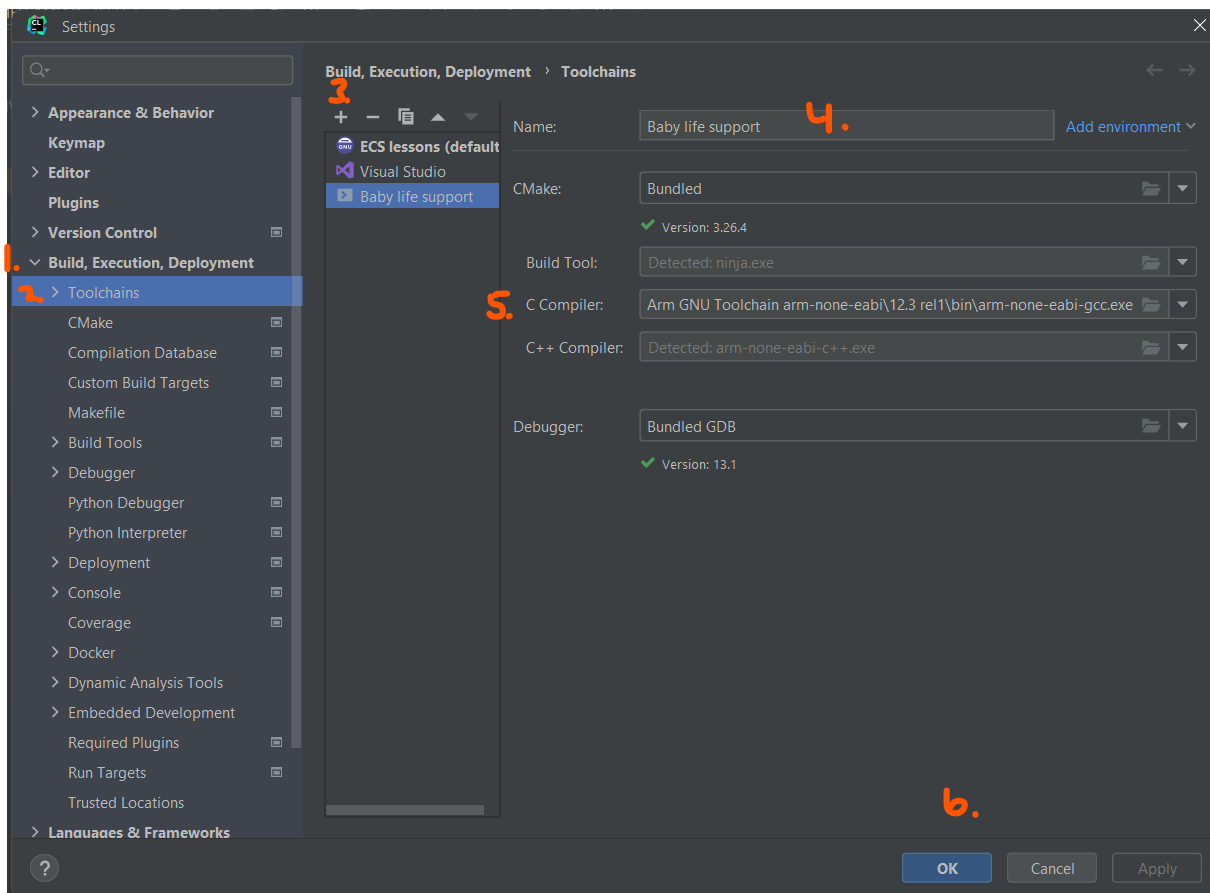 CL Settings
Build, Execution, Deployment › Toolchains
3
Appearance & Behavior
Keymap
Editor
Plugins
Version Control
1. Build, Execution, Deployment
2. Toolchains
CMake
Compilation Database
Custom Build Targets
Makefile
Build Tools
Debugger
Python Debugger
Python Interpreter
Deployment
Console
Coverage
Docker
Dynamic Analysis Tools
Embedded Development
Required Plugins
Run Targets
Trusted Locations
Languages & Frameworks
GNU ECS lessons (default
Visual Studio
Baby life support
Name: Baby life support 4. Add environment
CMake: Bundled
Version: 3.26.4
Build Tool: Detected: ninja.exe
5. C Compiler: Arm GNU Toolchain arm-none-eabi\12.3 rel1\bin\arm-none-eabi-gcc.exe
C++ Compiler: Detected: arm-none-eabi-c++.exe
Debugger: Bundled GDB
Version: 13.1
6.
? OK Cancel Apply